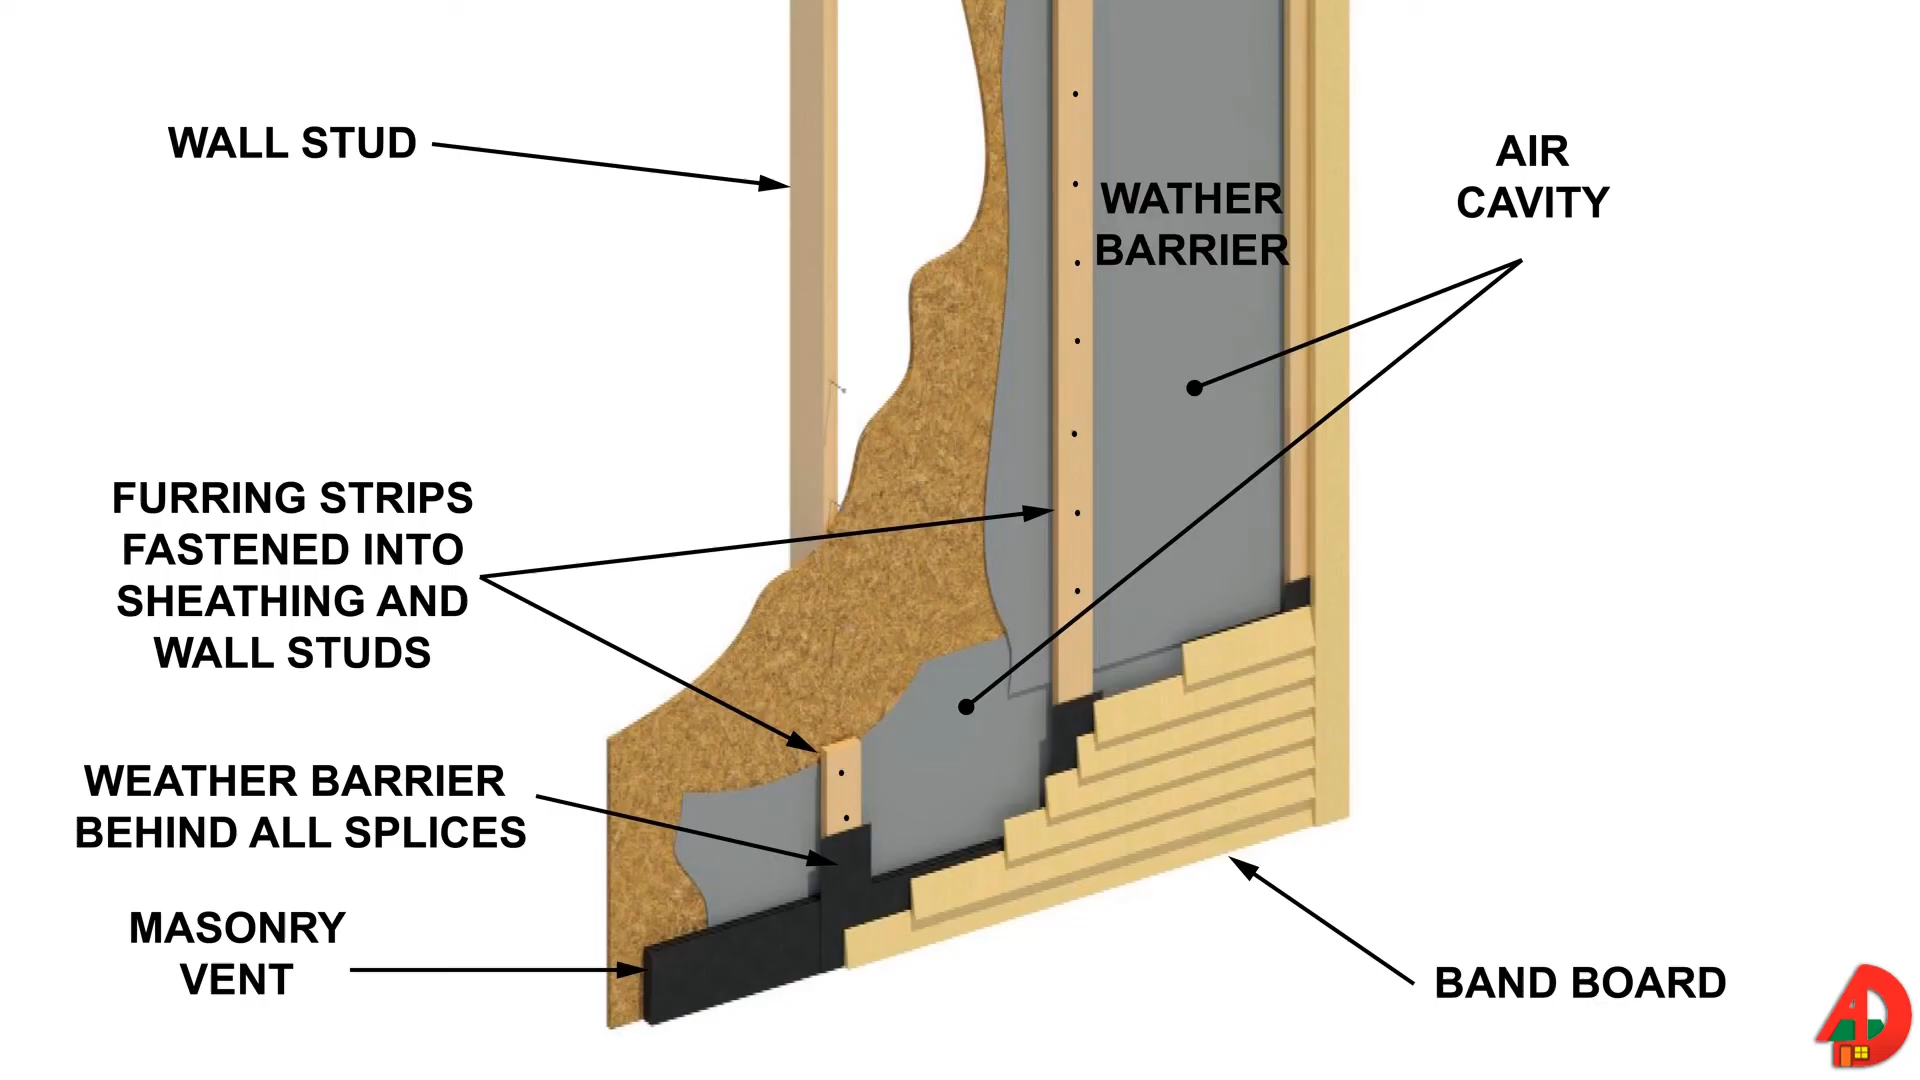 WALL STUD
WATHER
BARRIER
AIR
CAVITY
FURRING STRIPS
FASTENED INTO
SHEATHING AND
WALL STUDS
WEATHER BARRIER
BEHIND ALL SPLICES
MASONRY
VENT
BAND BOARD
AD